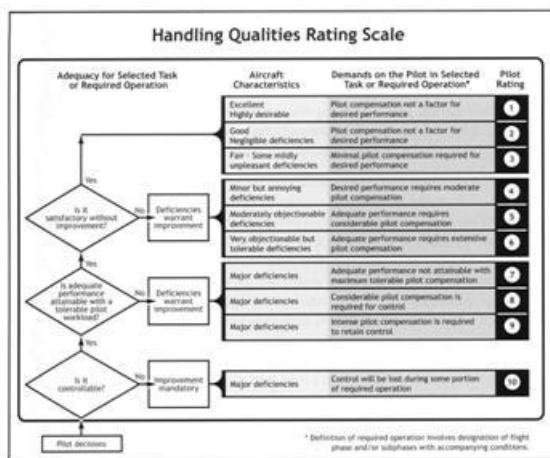 Handling Qualities Rating Scale
Adequacy for Selected Task
or Required Operation
Aircraft
Characteristics
Demands on the Pilot in Selected
Task or Required Operation*
Pilot
Rating
Excellent
Highly desirable
Pilot compensation not a factor for
desired performance
1
Good
Negligible deficiencies
Pilot compensation not a factor for
desired performance
2
Fair – Some mildly
unpleasant deficiencies
Minimal pilot compensation required for
desired performance
3
Yes
Is it
satisfactory without
improvement?
No
Deficiencies
warrant
improvement
Minor but annoying
deficiencies
Desired performance requires moderate
pilot compensation
4
Moderately objectionable
deficiencies
Adequate performance requires
considerable pilot compensation
5
Very objectionable but
tolerable deficiencies
Adequate performance requires extensive
pilot compensation
6
Yes
Is adequate
performance
attainable with a
tolerable pilot
workload?
No
Deficiencies
warrant
improvement
Major deficiencies
Adequate performance not attainable with
maximum tolerable pilot compensation
7
Major deficiencies
Considerable pilot compensation is
required for control
8
Major deficiencies
Intense pilot compensation is required
to retain control
9
Yes
Is it
controllable?
No
Improvement
mandatory
Major deficiencies
Control will be lost during some portion
of required operation
10
Pilot decisions
* Definition of required operation involves designation of flight
phase and/or subphases with accompanying conditions.